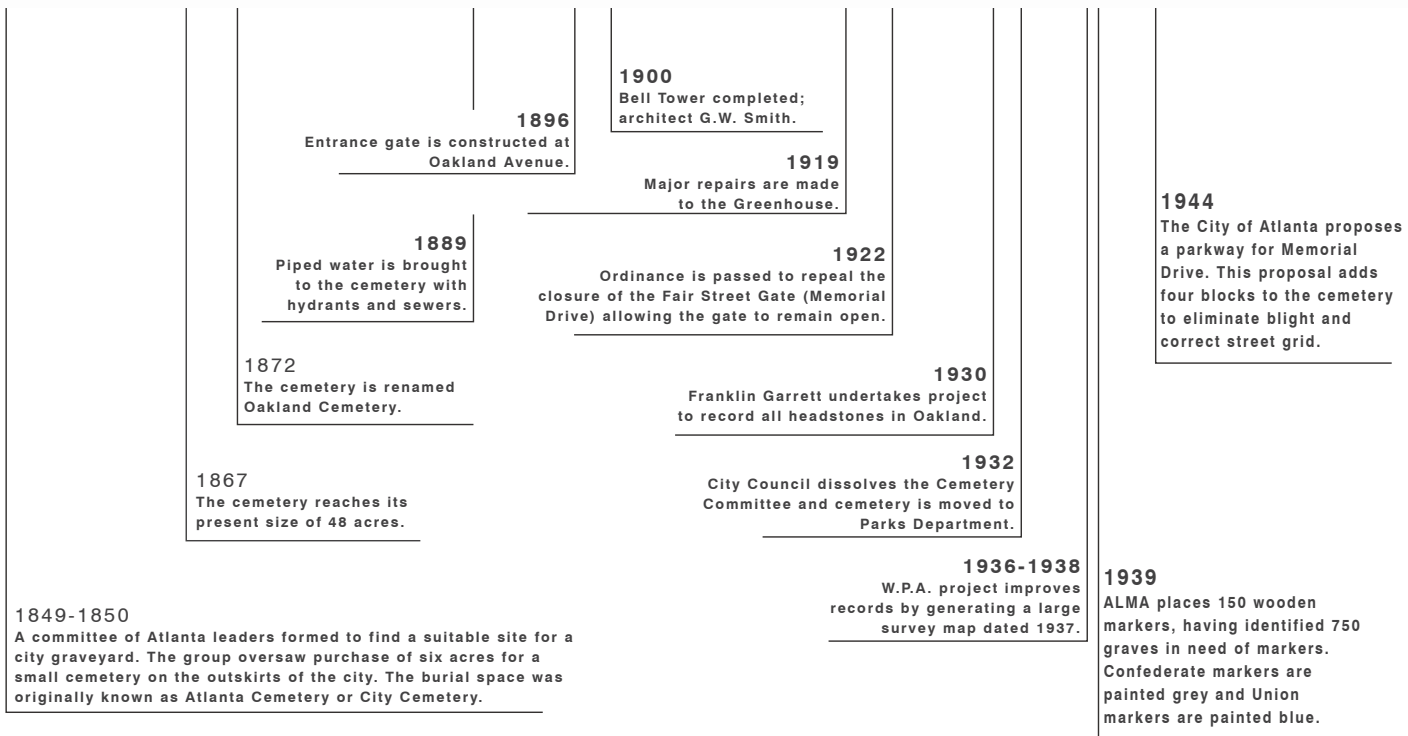 1900
Bell Tower completed;
architect G.W. Smith.
1896
Entrance gate is constructed at
Oakland Avenue.
1919
Major repairs are made
to the Greenhouse.
1944
The City of Atlanta proposes
a parkway for Memorial
Drive. This proposal adds
four blocks to the cemetery
to eliminate blight and
correct street grid.
1889
Piped water is brought
to the cemetery with
hydrants and sewers.
1922
Ordinance is passed to repeal the
closure of the Fair Street Gate (Memorial
Drive) allowing the gate to remain open.
1872
The cemetery is renamed
Oakland Cemetery.
1930
Franklin Garrett undertakes project
to record all headstones in Oakland.
1867
The cemetery reaches its
present size of 48 acres.
1932
City Council dissolves the Cemetery
Committee and cemetery is moved to
Parks Department.
1936-1938
W.P.A. project improves
records by generating a large
survey map dated 1937.
1939
ALMA places 150 wooden
markers, having identified 750
graves in need of markers.
Confederate markers are
painted grey and Union
markers are painted blue.
1849-1850
A committee of Atlanta leaders formed to find a suitable site for a
city graveyard. The group oversaw purchase of six acres for a
small cemetery on the outskirts of the city. The burial space was
originally known as Atlanta Cemetery or City Cemetery.